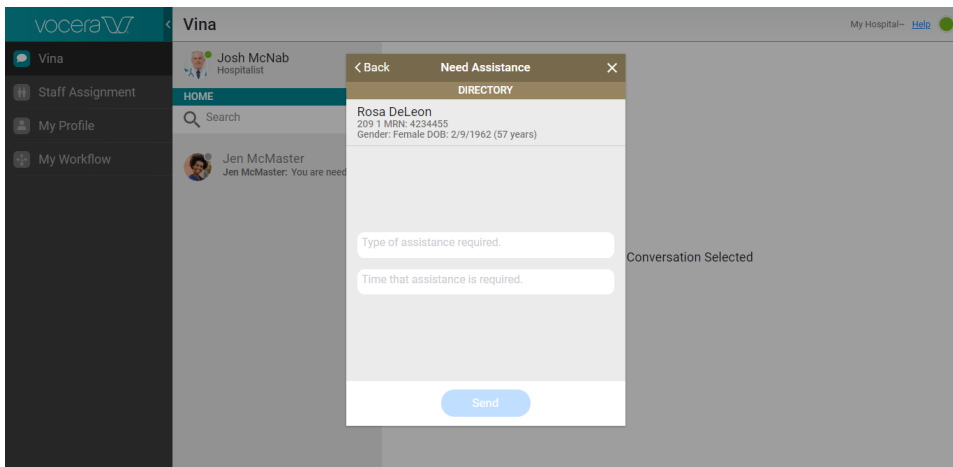 vocera
Vina
My Hospital– Help
Vina
Staff Assignment
My Profile
My Workflow
Josh McNab
Hospitalist
HOME
Search
Jen McMaster
Jen McMaster: You are need
Back
Need Assistance
DIRECTORY
Rosa DeLeon
209 1 MRN: 4234455
Gender: Female DOB: 2/9/1962 (57 years)
Type of assistance required.
Time that assistance is required.
Send
Conversation Selected